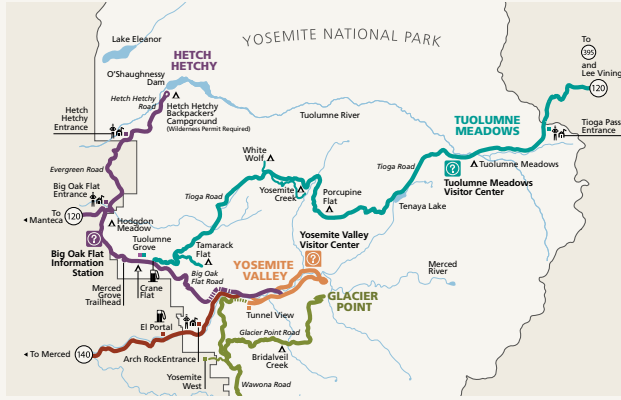 YOSEMITE NATIONAL PARK
Lake Eleanor
HETCH
HETCHY
O'Shaughnessy
Dam
Hetch Hetchy
Road
Hetch Hetchy
Backpackers'
Campground
(Wilderness Permit Required)
Hetch
Hetchy
Entrance
To
395
and
Lee Vining
120
Tioga Pass
Entrance
Tuolumne River
TUOLUMNE
MEADOWS
Tuolumne Meadows
?
Tuolumne Meadows
Visitor Center
Tioga Road
Tenaya Lake
White
Wolf
Yosemite
Creek
Porcupine
Flat
Tioga Road
Evergreen Road
Big Oak Flat
Entrance
To
Manteca
120
Hodgdon
Meadow
?
Big Oak Flat
Information
Station
Tuolumne
Grove
Tamarack
Flat
Big Oak
Flat Road
Merced
Grove
Trailhead
Crane
Flat
Yosemite Valley
Visitor Center
?
YOSEMITE
VALLEY
Merced
River
GLACIER
POINT
Tunnel View
Glacier Point Road
Bridalveil
Creek
El Portal
To Merced
140
Arch RockEntrance
Yosemite
West
Wawona Road